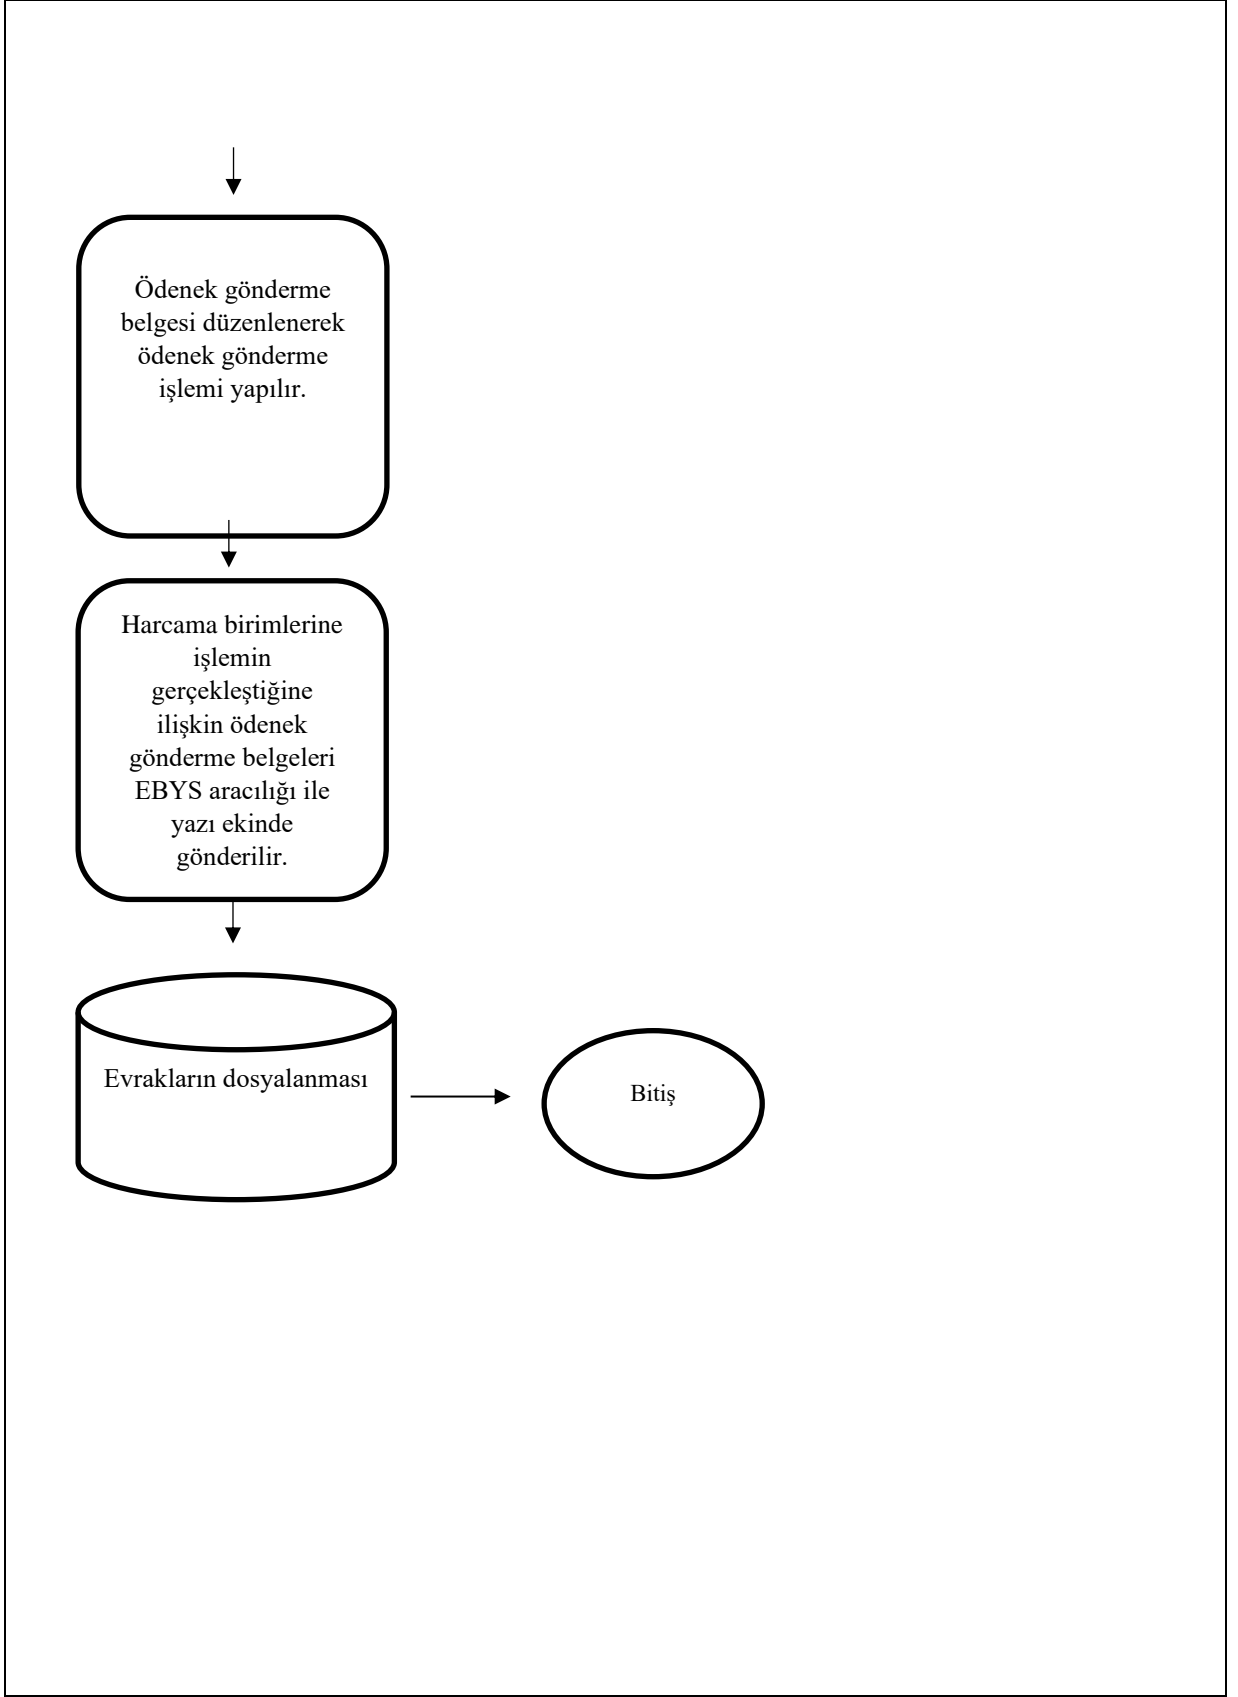 Ödenek gönderme
belgesi düzenlenerek
ödenek gönderme
işlemi yapılır.
Harcama birimlerine
işlemin
gerçekleştiğine
ilişkin ödenek
gönderme belgeleri
EBYS aracılığı ile
yazı ekinde
gönderilir.
Evrakların dosyalanması
Bitiş